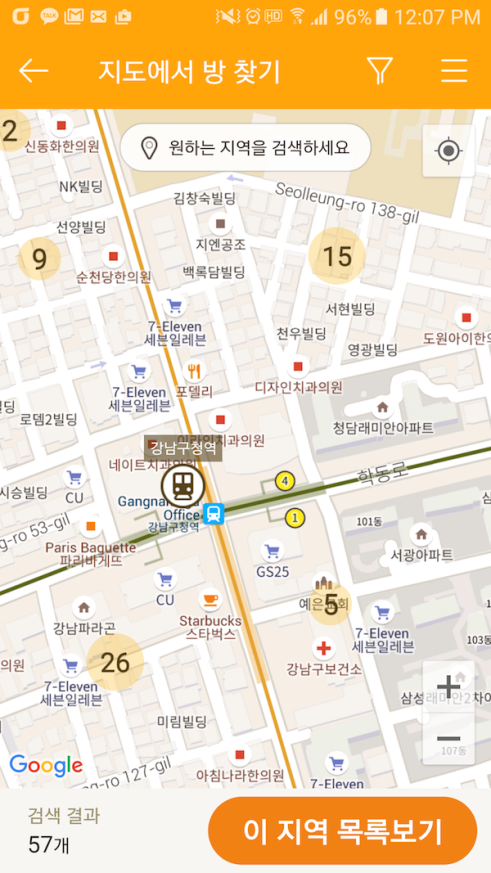 TALK
HD
96%
12:07 PM
지도에서 방 찾기
원하는 지역을 검색하세요
2
신동화한의원
NK빌딩
김창숙빌딩
Seolleung-ro 138-gil
선양빌딩
지엔공조
9
15
순천당한의원
백록담빌딩
7-Eleven
세븐일레븐
서현빌딩
천우빌딩
도원아이한의
영광빌딩
7-Eleven
세븐일레븐
포델리
디자인치과의원
로뎀2빌딩
청담래미안아파트
강남구청역
네이트치과의원
학동로
시승빌딩
CU
4
Office
강남구청역
1
101동
g-ro 53-gil
Paris Baguette
파리바게뜨
GS25
서광아파트
CU
강남파라곤
Starbucks
스타벅스
5
7-Eleven
세븐일레븐
103동
26
강남구보건소
7-Eleven
세븐일레븐
+
미림빌딩
−
107동
Google
ro 127-gil
아침나라한의원
7-Eleven
검색 결과
57개
이 지역 목록보기